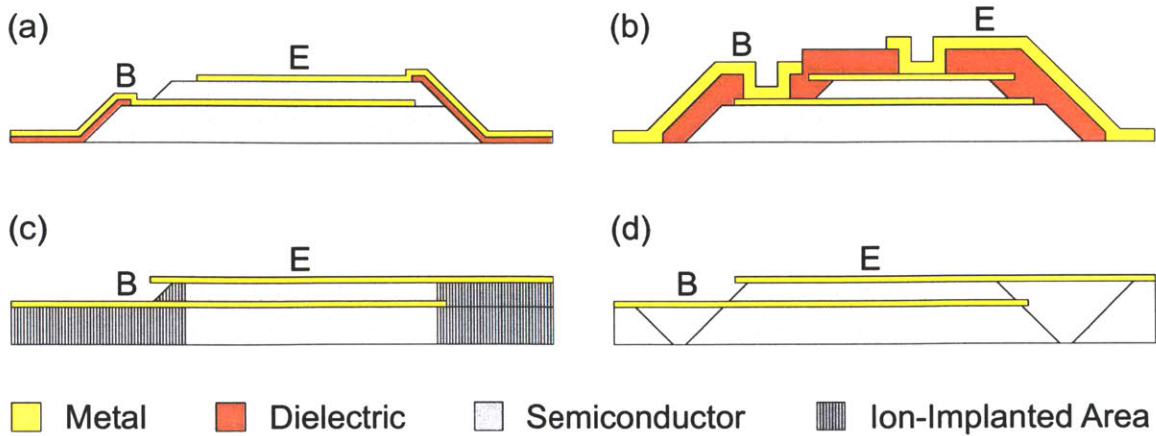 (a)
B
E
(b)
B
E
(c)
B
E
(d)
B
E
Metal
Dielectric
Semiconductor
Ion-Implanted Area